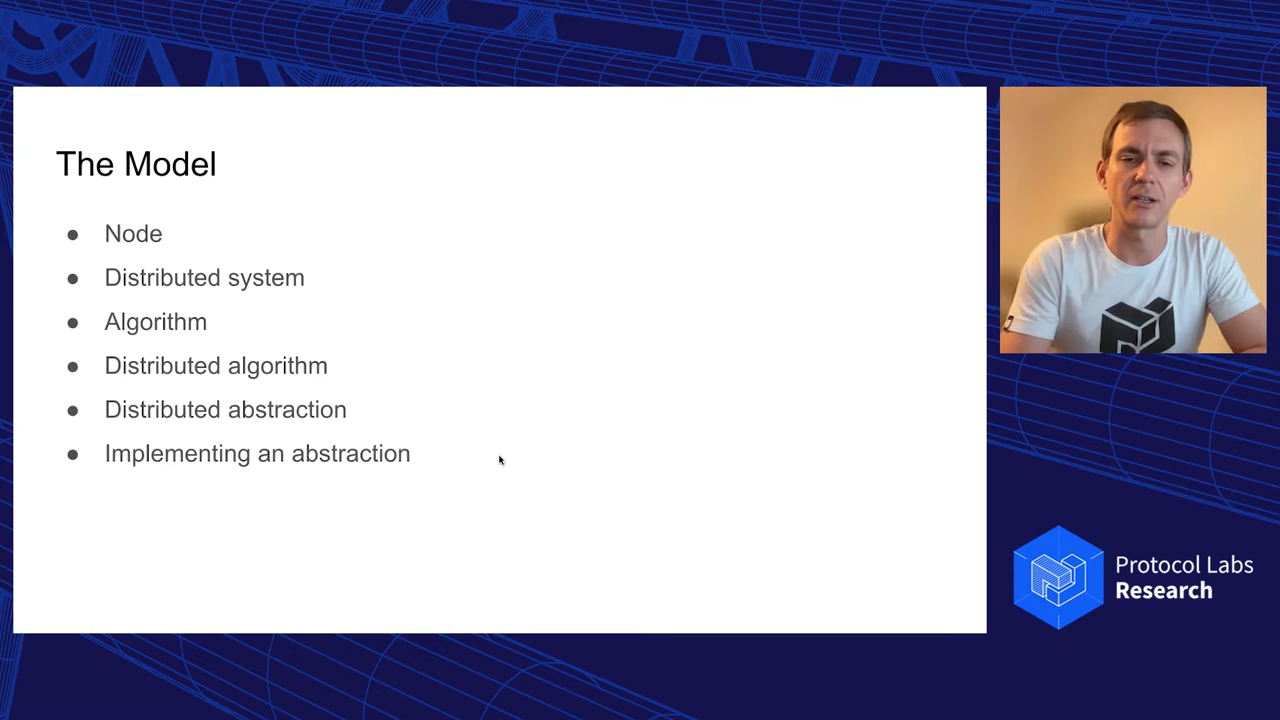 The Model
● Node
● Distributed system
● Algorithm
● Distributed algorithm
● Distributed abstraction
● Implementing an abstraction
Protocol Labs
Research